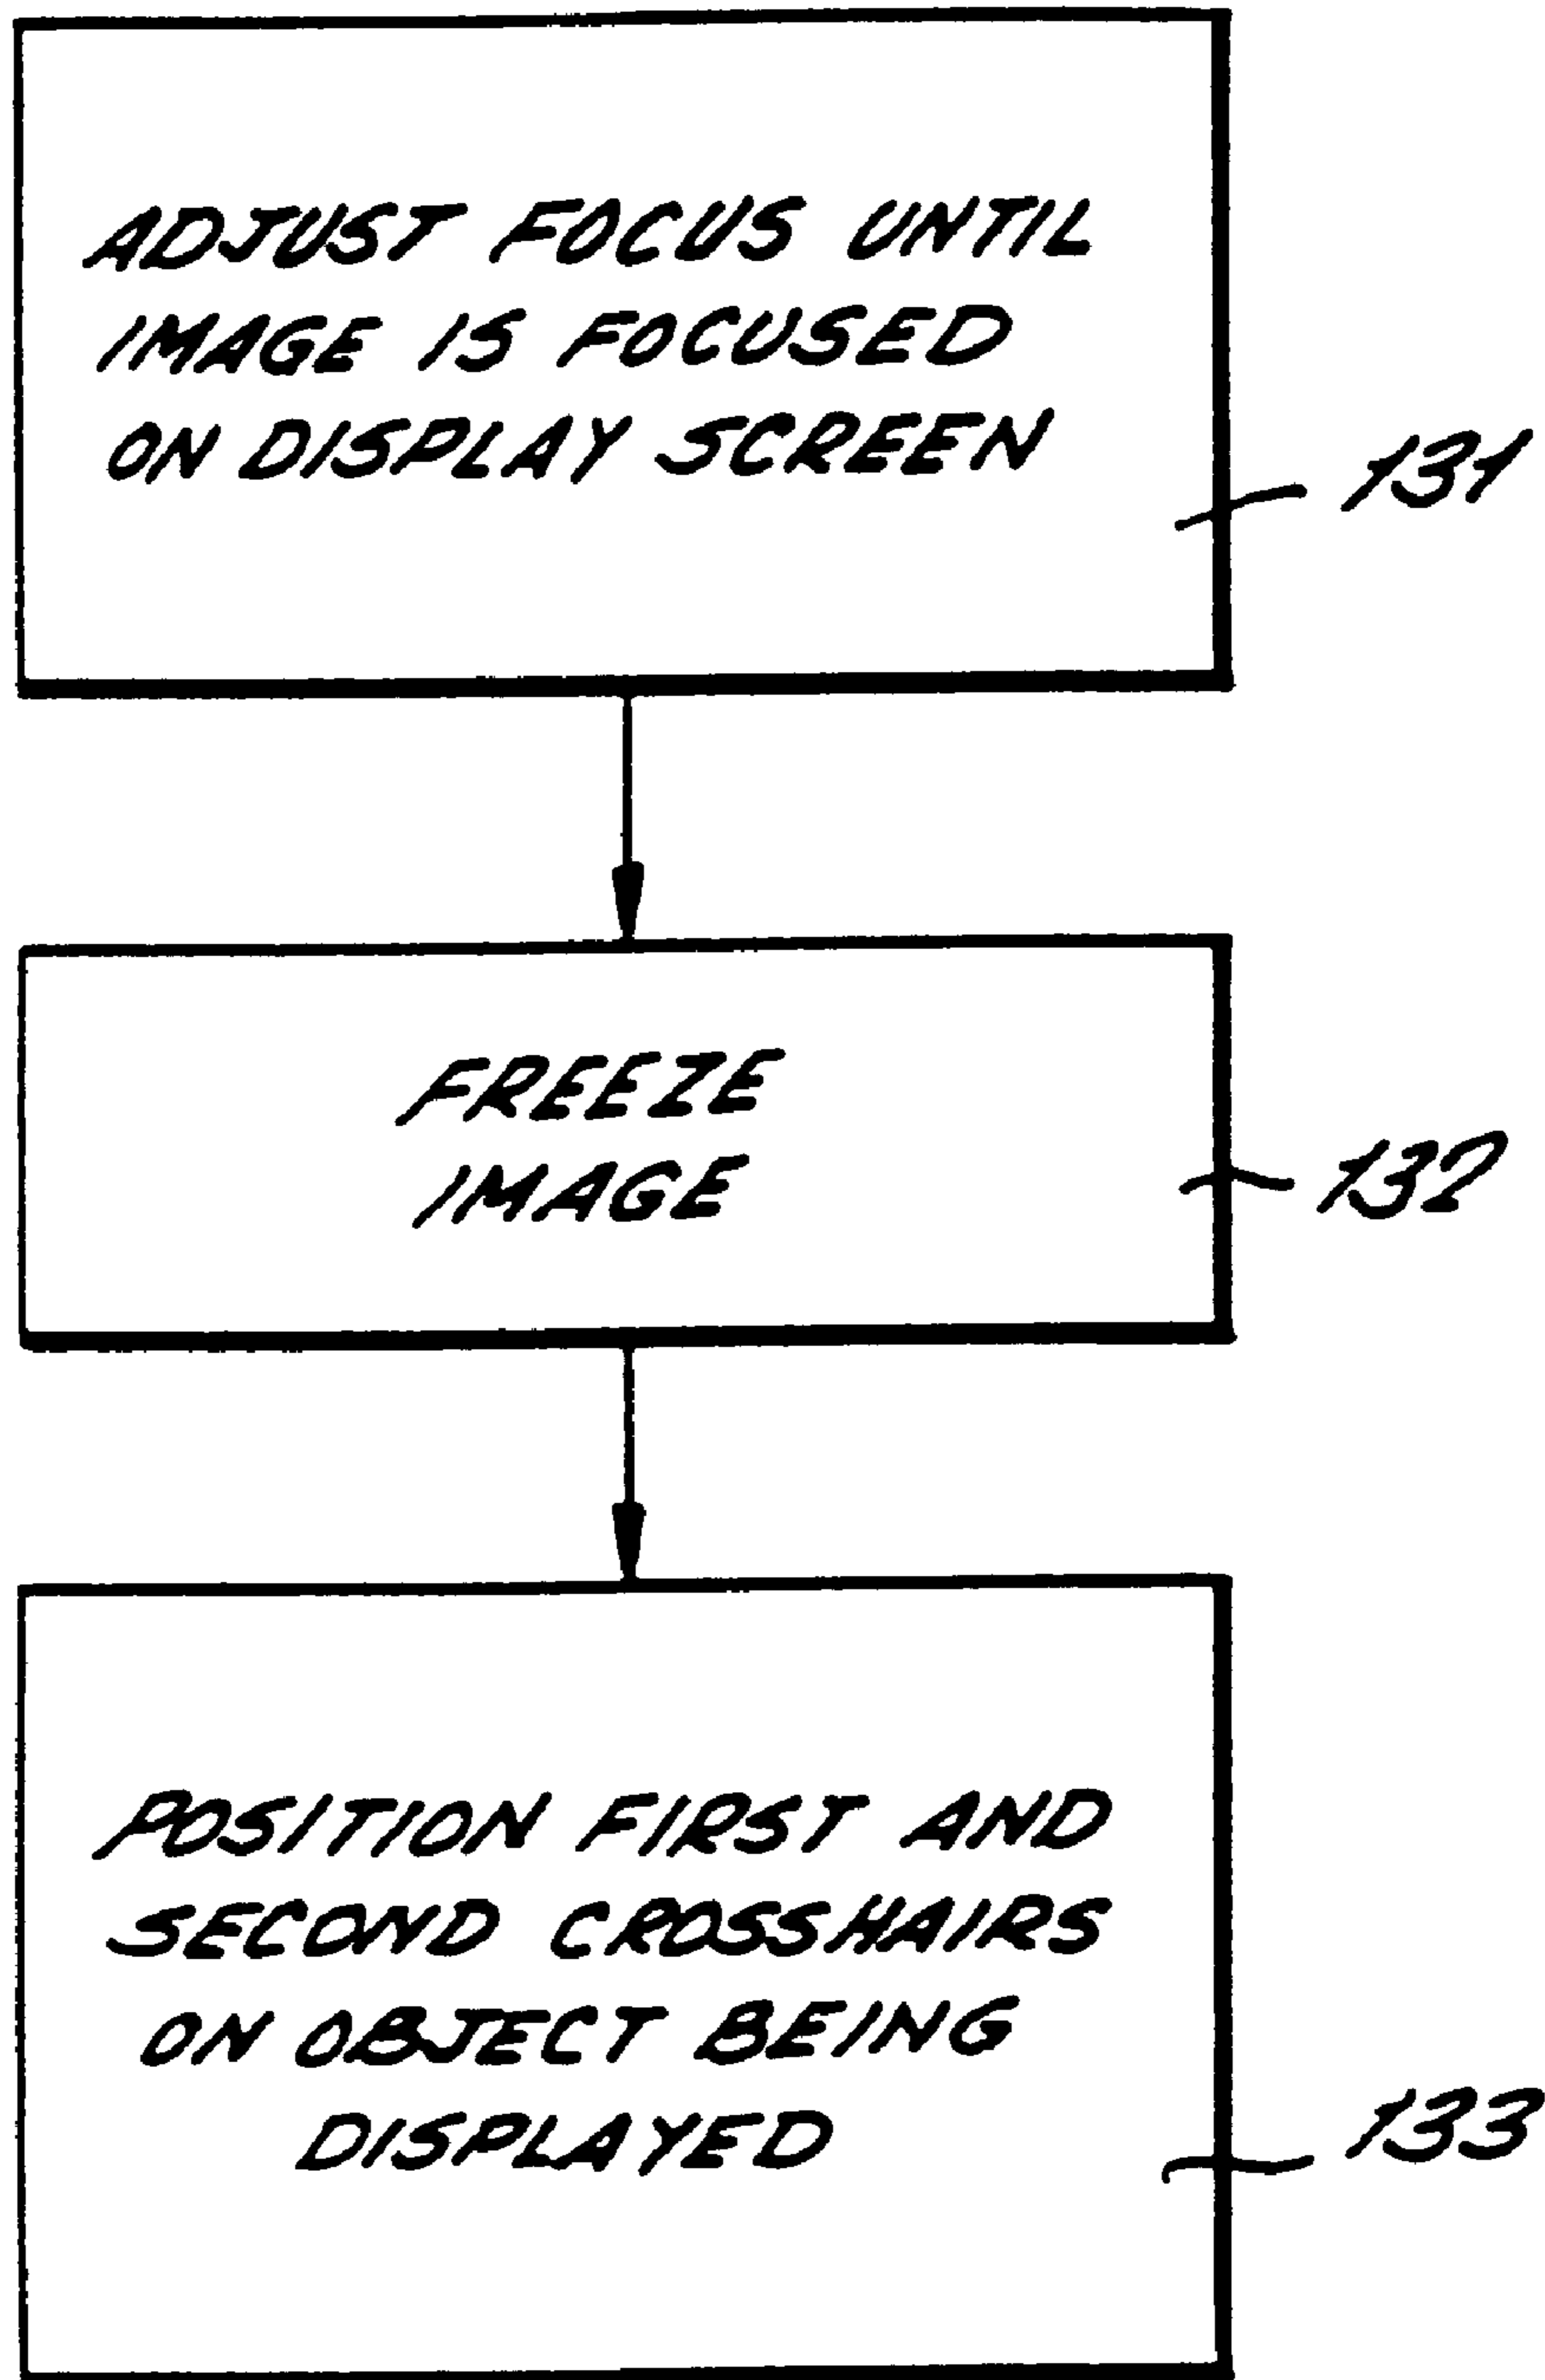 ADJUST FOCUS UNTIL
IMAGE IS FOCUSED
ON DISPLAY SCREEN
131
FREEZE
IMAGE
132
POSITION FIRST AND
SECOND CROSSHAIRS
ON OBJECT BEING
DISPLAYED
133